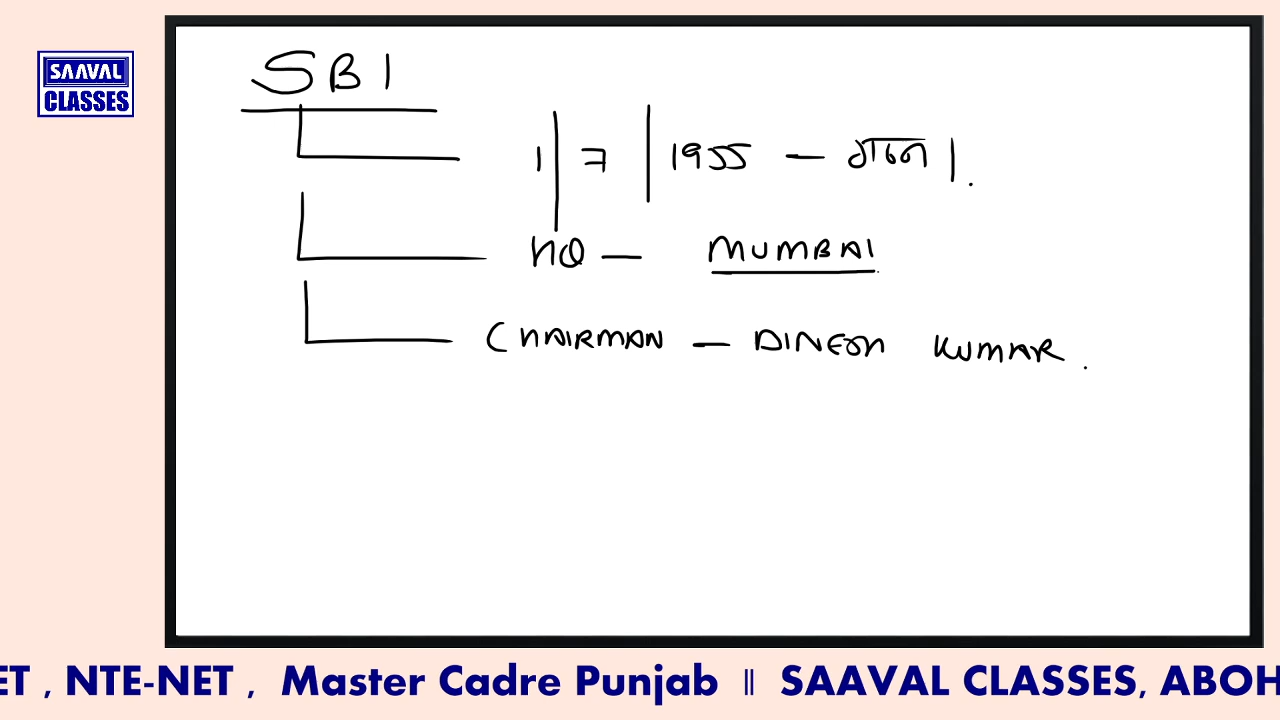 SAAVAL
CLASSES
SBI
1|7|1955 — गठन।
HQ — MUMBAI
CHAIRMAN — DINESH KUMAR.
ET , NTE-NET , Master Cadre Punjab || SAAVAL CLASSES, ABOH